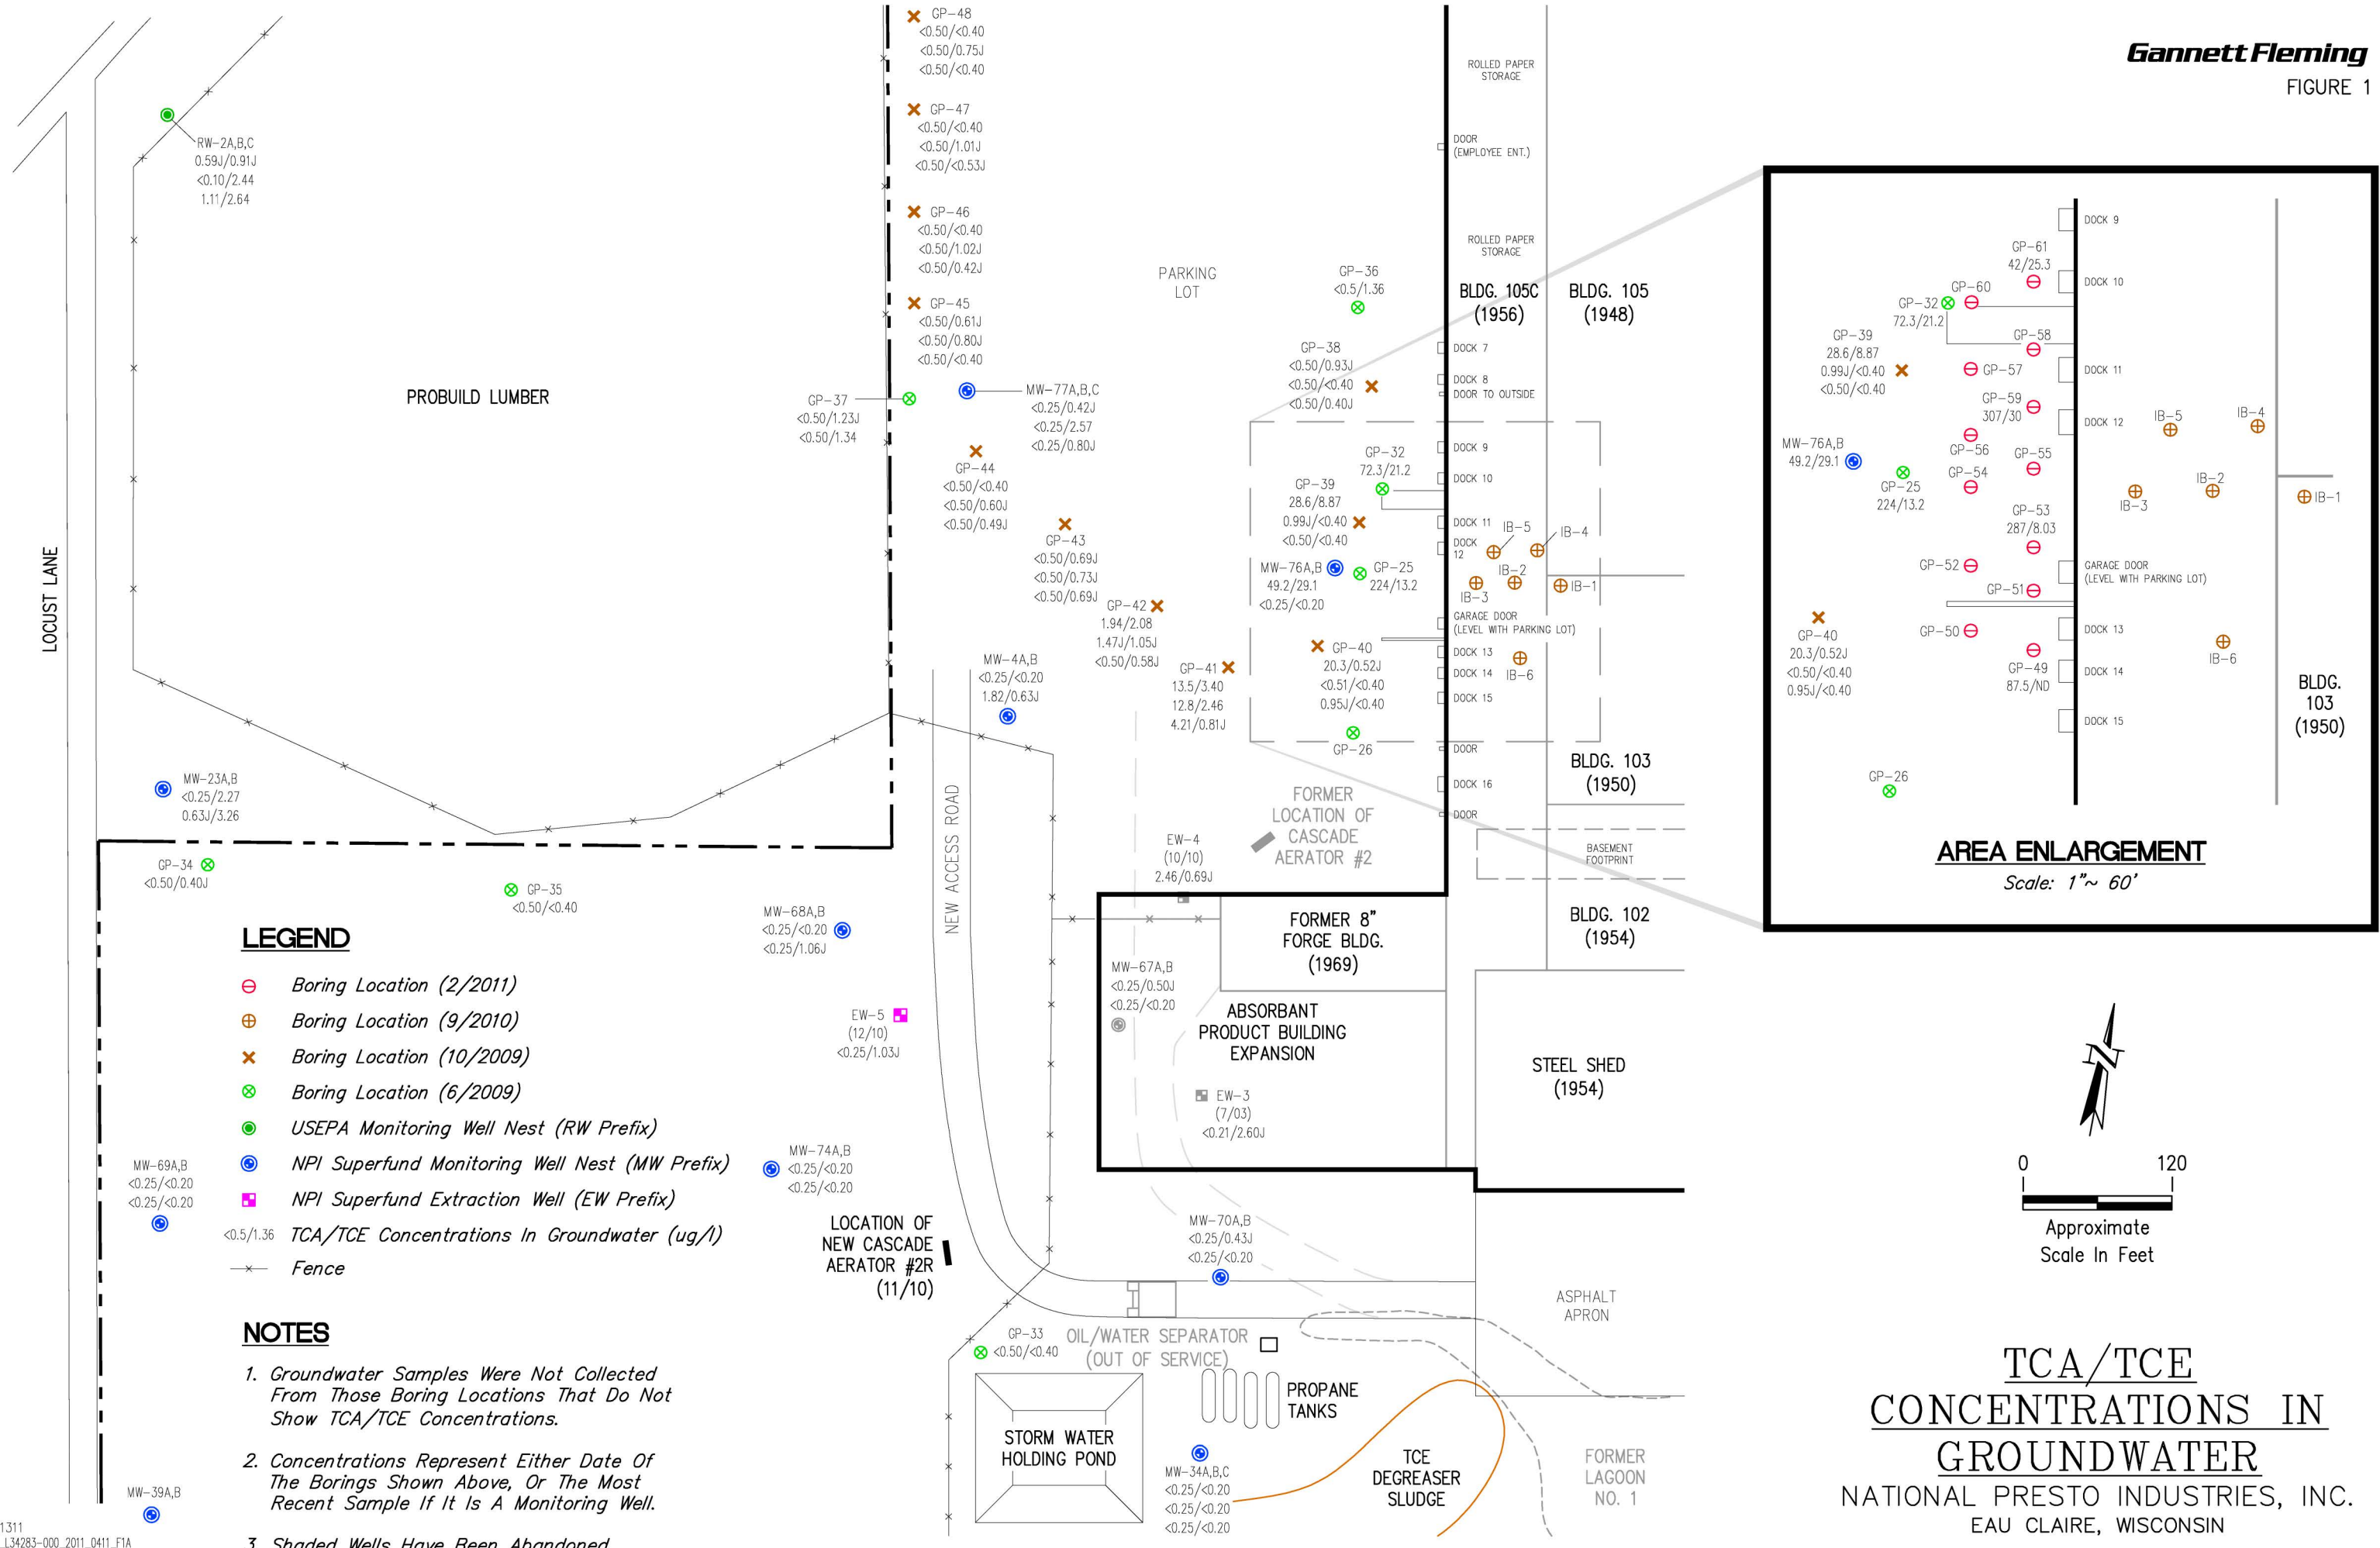 Gannett Fleming
FIGURE 1
GP-48
<0.50/<0.40
<0.50/0.75J
<0.50/<0.40
GP-47
<0.50/<0.40
<0.50/1.01J
<0.50/<0.53J
GP-46
<0.50/<0.40
<0.50/1.02J
<0.50/0.42J
GP-45
<0.50/0.61J
<0.50/0.80J
<0.50/<0.40
RW-2A,B,C
0.59J/0.91J
<0.10/2.44
1.11/2.64
PROBUILD LUMBER
LOCUST LANE
GP-37
<0.50/1.23J
<0.50/1.34
MW-77A,B,C
<0.25/0.42J
<0.25/2.57
<0.25/0.80J
GP-44
<0.50/<0.40
<0.50/0.60J
<0.50/0.49J
GP-43
<0.50/0.69J
<0.50/0.73J
<0.50/0.69J
GP-42
1.94/2.08
1.47J/1.05J
<0.50/0.58J
GP-41
13.5/3.40
12.8/2.46
4.21/0.81J
MW-4A,B
<0.25/<0.20
1.82/0.63J
PARKING
LOT
GP-36
<0.5/1.36
GP-38
<0.50/0.93J
<0.50/<0.40
<0.50/0.40J
GP-32
72.3/21.2
GP-39
28.6/8.87
0.99J/<0.40
<0.50/<0.40
MW-76A,B
49.2/29.1
<0.25/<0.20
GP-25
224/13.2
GP-40
20.3/0.52J
<0.51/<0.40
0.95J/<0.40
GP-26
ROLLED PAPER
STORAGE
DOOR
(EMPLOYEE ENT.)
ROLLED PAPER
STORAGE
BLDG. 105C
(1956)
BLDG. 105
(1948)
DOCK 7
DOCK 8
DOOR TO OUTSIDE
DOCK 9
DOCK 10
DOCK 11
DOCK
12
IB-5
IB-4
IB-2
IB-3
IB-1
GARAGE DOOR
(LEVEL WITH PARKING LOT)
DOCK 13
DOCK 14
IB-6
DOCK 15
DOOR
DOCK 16
DOOR
BLDG. 103
(1950)
BASEMENT
FOOTPRINT
BLDG. 102
(1954)
FORMER
LOCATION OF
CASCADE
AERATOR #2
EW-4
(10/10)
2.46/0.69J
NEW ACCESS ROAD
FORMER 8"
FORGE BLDG.
(1969)
MW-67A,B
<0.25/0.50J
<0.25/<0.20
ABSORBANT
PRODUCT BUILDING
EXPANSION
EW-3
(7/03)
<0.21/2.60J
STEEL SHED
(1954)
MW-23A,B
<0.25/2.27
0.63J/3.26
GP-34
<0.50/0.40J
GP-35
<0.50/<0.40
MW-68A,B
<0.25/<0.20
<0.25/1.06J
EW-5
(12/10)
<0.25/1.03J
MW-74A,B
<0.25/<0.20
<0.25/<0.20
MW-69A,B
<0.25/<0.20
<0.25/<0.20
MW-39A,B
LOCATION OF
NEW CASCADE
AERATOR #2R
(11/10)
MW-70A,B
<0.25/0.43J
<0.25/<0.20
GP-33
<0.50/<0.40
OIL/WATER SEPARATOR
(OUT OF SERVICE)
STORM WATER
HOLDING POND
PROPANE
TANKS
MW-34A,B,C
<0.25/<0.20
<0.25/<0.20
<0.25/<0.20
TCE
DEGREASER
SLUDGE
FORMER
LAGOON
NO. 1
ASPHALT
APRON
LEGEND
Boring Location (2/2011)
Boring Location (9/2010)
Boring Location (10/2009)
Boring Location (6/2009)
USEPA Monitoring Well Nest (RW Prefix)
NPI Superfund Monitoring Well Nest (MW Prefix)
NPI Superfund Extraction Well (EW Prefix)
<0.5/1.36 TCA/TCE Concentrations In Groundwater (ug/l)
Fence
NOTES
1. Groundwater Samples Were Not Collected
From Those Boring Locations That Do Not
Show TCA/TCE Concentrations.
2. Concentrations Represent Either Date Of
The Borings Shown Above, Or The Most
Recent Sample If It Is A Monitoring Well.
3. Shaded Wells Have Been Abandoned
1311
L34283-000_2011_0411_F1A
DOCK 9
GP-61
42/25.3
DOCK 10
GP-60
GP-32
72.3/21.2
GP-58
GP-39
28.6/8.87
0.99J/<0.40
<0.50/<0.40
GP-57
DOCK 11
GP-59
307/30
DOCK 12
IB-5
IB-4
MW-76A,B
49.2/29.1
GP-56
GP-55
GP-54
GP-25
224/13.2
IB-2
IB-3
IB-1
GP-53
287/8.03
GP-52
GARAGE DOOR
(LEVEL WITH PARKING LOT)
GP-51
GP-50
DOCK 13
GP-40
20.3/0.52J
<0.50/<0.40
0.95J/<0.40
IB-6
GP-49
87.5/ND
DOCK 14
BLDG.
103
(1950)
DOCK 15
GP-26
AREA ENLARGEMENT
Scale: 1"~ 60'
N
0 120
Approximate
Scale In Feet
TCA/TCE
CONCENTRATIONS IN
GROUNDWATER
NATIONAL PRESTO INDUSTRIES, INC.
EAU CLAIRE, WISCONSIN